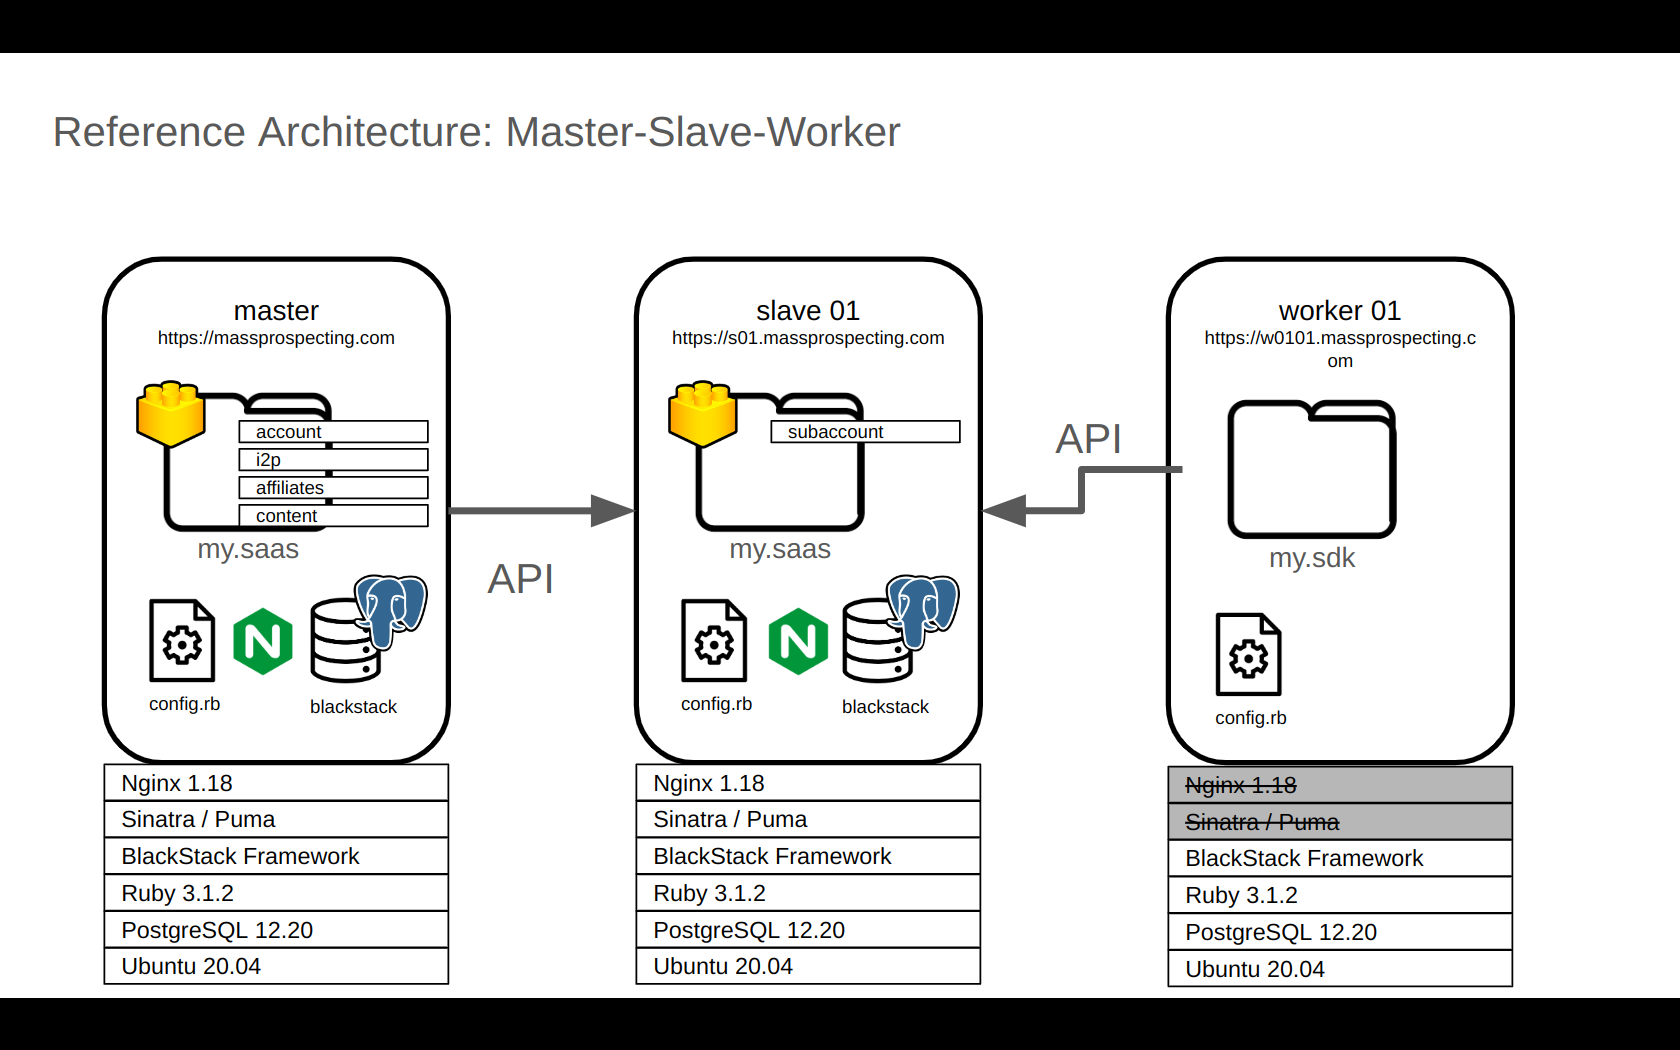 Reference Architecture: Master-Slave-Worker
master
https://massprospecting.com
account
i2p
affiliates
content
my.saas
config.rb
blackstack
Nginx 1.18
Sinatra / Puma
BlackStack Framework
Ruby 3.1.2
PostgreSQL 12.20
Ubuntu 20.04
API
slave 01
https://s01.massprospecting.com
subaccount
my.saas
config.rb
blackstack
Nginx 1.18
Sinatra / Puma
BlackStack Framework
Ruby 3.1.2
PostgreSQL 12.20
Ubuntu 20.04
API
worker 01
https://w0101.massprospecting.c
om
my.sdk
config.rb
Nginx 1.18
Sinatra / Puma
BlackStack Framework
Ruby 3.1.2
PostgreSQL 12.20
Ubuntu 20.04